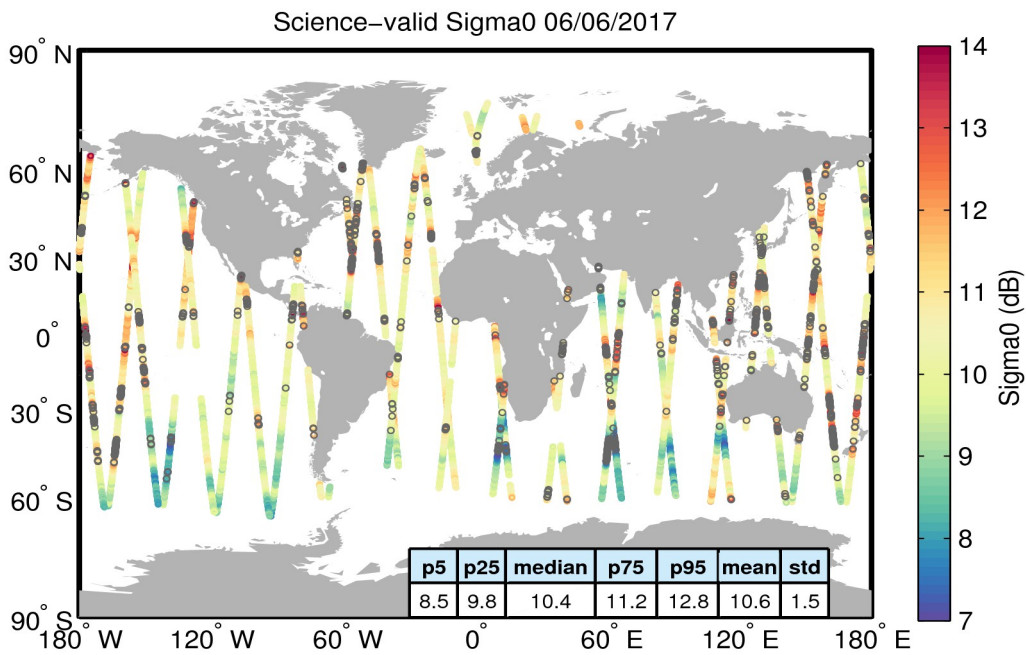 Science−valid Sigma0 06/06/2017
90° N
60° N
30° N
0°
30° S
60° S
90° S
180° W
120° W
60° W
0°
60° E
120° E
180° E
p5 p25 median p75 p95 mean std
8.5 9.8 10.4 11.2 12.8 10.6 1.5
14
13
12
11
10
9
8
7
Sigma0 (dB)